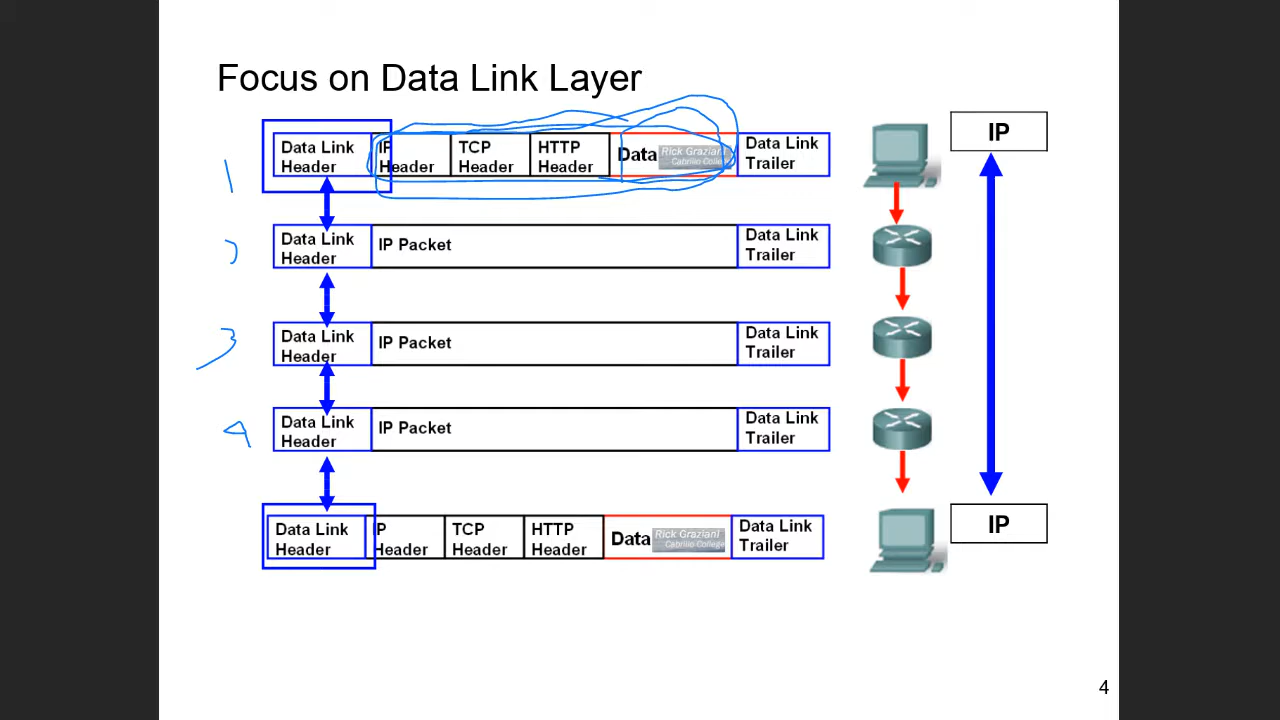 Focus on Data Link Layer
IP
1
Data Link
Header
IP
Header
TCP
Header
HTTP
Header
Data
Rick Graziani
Cabrillo College
Data Link
Trailer
2
Data Link
Header
IP Packet
Data Link
Trailer
3
Data Link
Header
IP Packet
Data Link
Trailer
4
Data Link
Header
IP Packet
Data Link
Trailer
Data Link
Header
IP
Header
TCP
Header
HTTP
Header
Data
Rick Graziani
Cabrillo College
Data Link
Trailer
IP
4